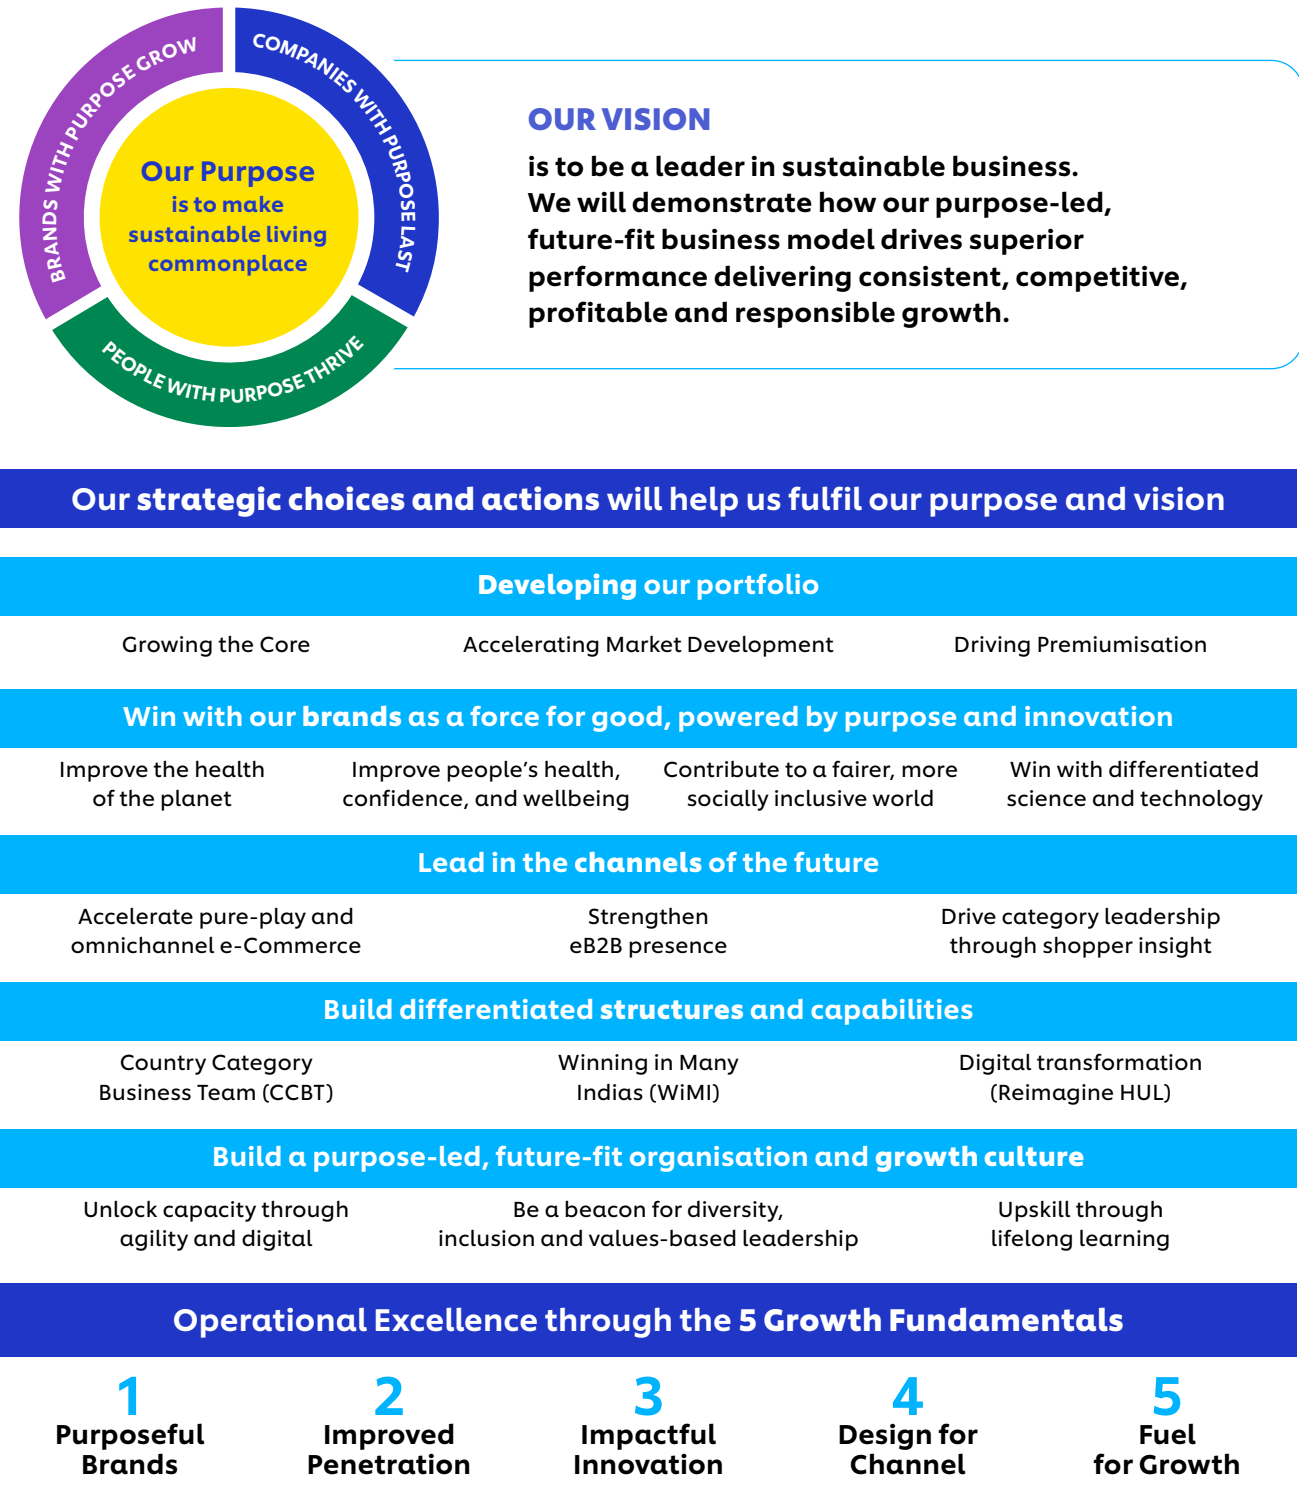 BRANDS WITH PURPOSE GROW
COMPANIES WITH PURPOSE LAST
PEOPLE WITH PURPOSE THRIVE
Our Purpose
is to make
sustainable living
commonplace
OUR VISION
is to be a leader in sustainable business.
We will demonstrate how our purpose-led,
future-fit business model drives superior
performance delivering consistent, competitive,
profitable and responsible growth.
Our strategic choices and actions will help us fulfil our purpose and vision
Developing our portfolio
Growing the Core
Accelerating Market Development
Driving Premiumisation
Win with our brands as a force for good, powered by purpose and innovation
Improve the health
of the planet
Improve people's health,
confidence, and wellbeing
Contribute to a fairer, more
socially inclusive world
Win with differentiated
science and technology
Lead in the channels of the future
Accelerate pure-play and
omnichannel e-Commerce
Strengthen
eB2B presence
Drive category leadership
through shopper insight
Build differentiated structures and capabilities
Country Category
Business Team (CCBT)
Winning in Many
Indias (WiMI)
Digital transformation
(Reimagine HUL)
Build a purpose-led, future-fit organisation and growth culture
Unlock capacity through
agility and digital
Be a beacon for diversity,
inclusion and values-based leadership
Upskill through
lifelong learning
Operational Excellence through the 5 Growth Fundamentals
1
Purposeful
Brands
2
Improved
Penetration
3
Impactful
Innovation
4
Design for
Channel
5
Fuel
for Growth